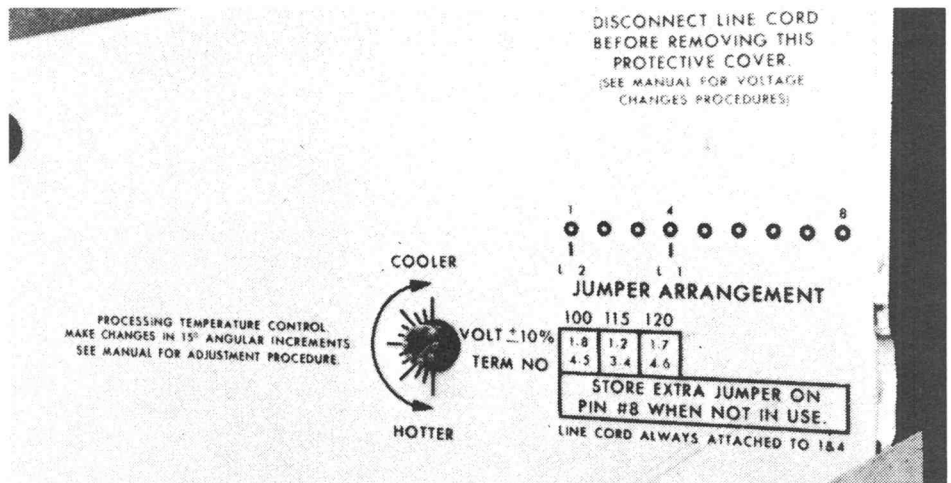 DISCONNECT LINE CORD
BEFORE REMOVING THIS
PROTECTIVE COVER.
(SEE MANUAL FOR VOLTAGE
CHANGES PROCEDURES)
1 4 8
L 2 L 1
JUMPER ARRANGEMENT
COOLER
PROCESSING TEMPERATURE CONTROL
MAKE CHANGES IN 15° ANGULAR INCREMENTS
SEE MANUAL FOR ADJUSTMENT PROCEDURE.
HOTTER
100 115 120
VOLT ±10% 1.8 1.2 1.7
TERM NO 4.5 3.4 4.6
STORE EXTRA JUMPER ON
PIN #8 WHEN NOT IN USE.
LINE CORD ALWAYS ATTACHED TO 1&4